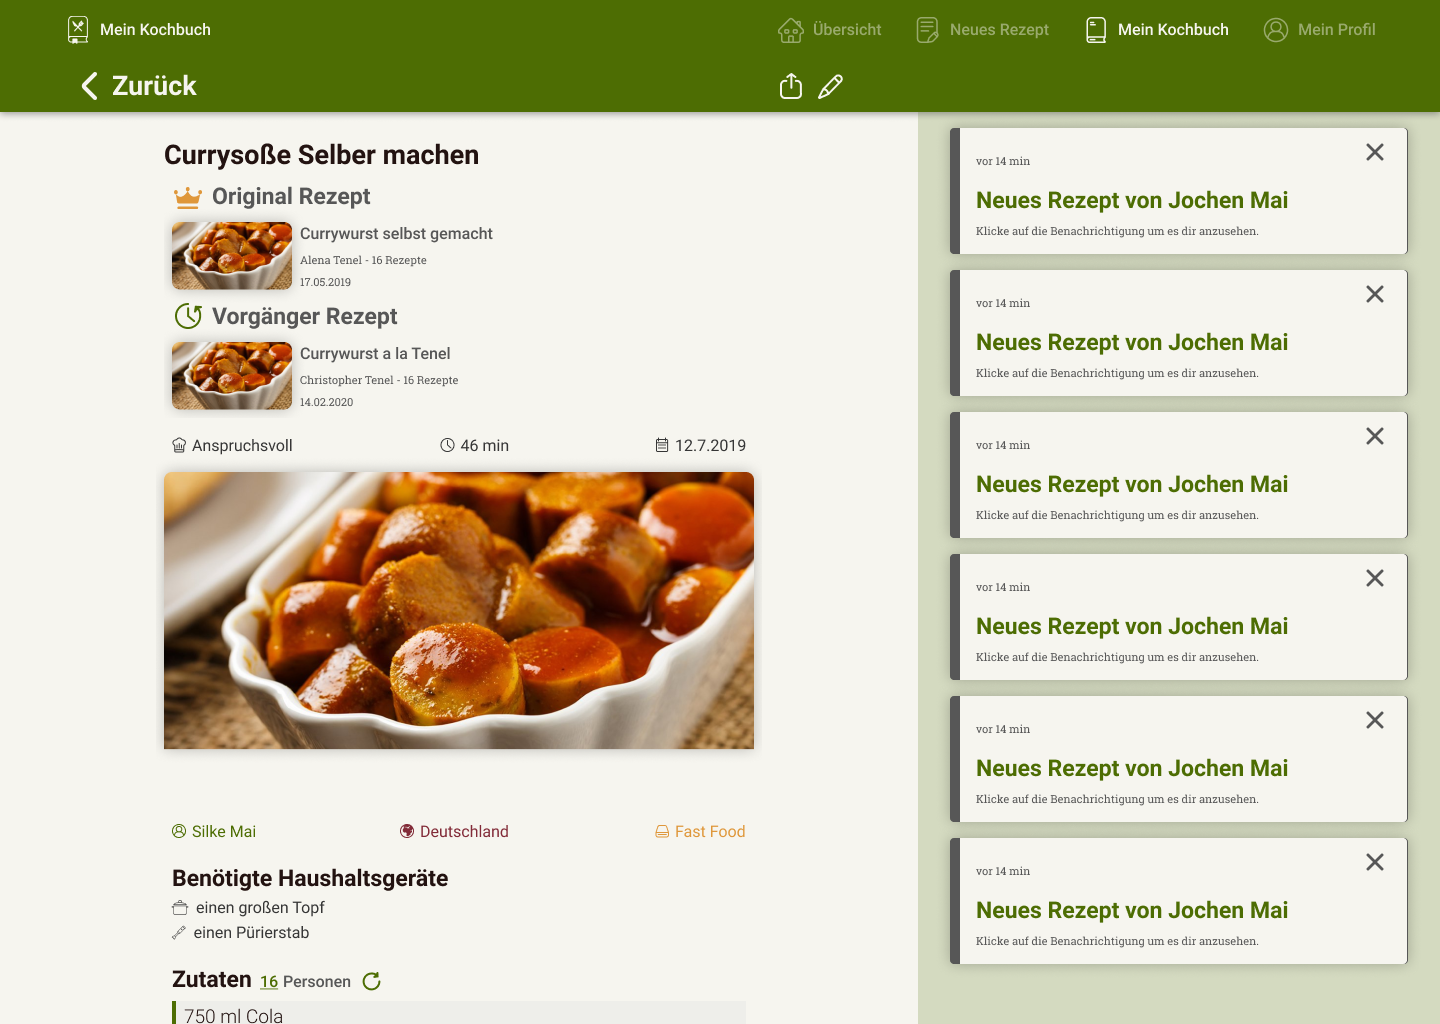 Mein Kochbuch
Übersicht
Neues Rezept
Mein Kochbuch
Mein Profil
Zurück
Currysoße Selber machen
Original Rezept
Currywurst selbst gemacht
Alena Tenel - 16 Rezepte
17.05.2019
Vorgänger Rezept
Currywurst a la Tenel
Christopher Tenel - 16 Rezepte
14.02.2020
Anspruchsvoll
46 min
12.7.2019
Silke Mai
Deutschland
Fast Food
Benötigte Haushaltsgeräte
einen großen Topf
einen Pürierstab
Zutaten 16 Personen
750 ml Cola
vor 14 min
Neues Rezept von Jochen Mai
Klicke auf die Benachrichtigung um es dir anzusehen.
vor 14 min
Neues Rezept von Jochen Mai
Klicke auf die Benachrichtigung um es dir anzusehen.
vor 14 min
Neues Rezept von Jochen Mai
Klicke auf die Benachrichtigung um es dir anzusehen.
vor 14 min
Neues Rezept von Jochen Mai
Klicke auf die Benachrichtigung um es dir anzusehen.
vor 14 min
Neues Rezept von Jochen Mai
Klicke auf die Benachrichtigung um es dir anzusehen.
vor 14 min
Neues Rezept von Jochen Mai
Klicke auf die Benachrichtigung um es dir anzusehen.